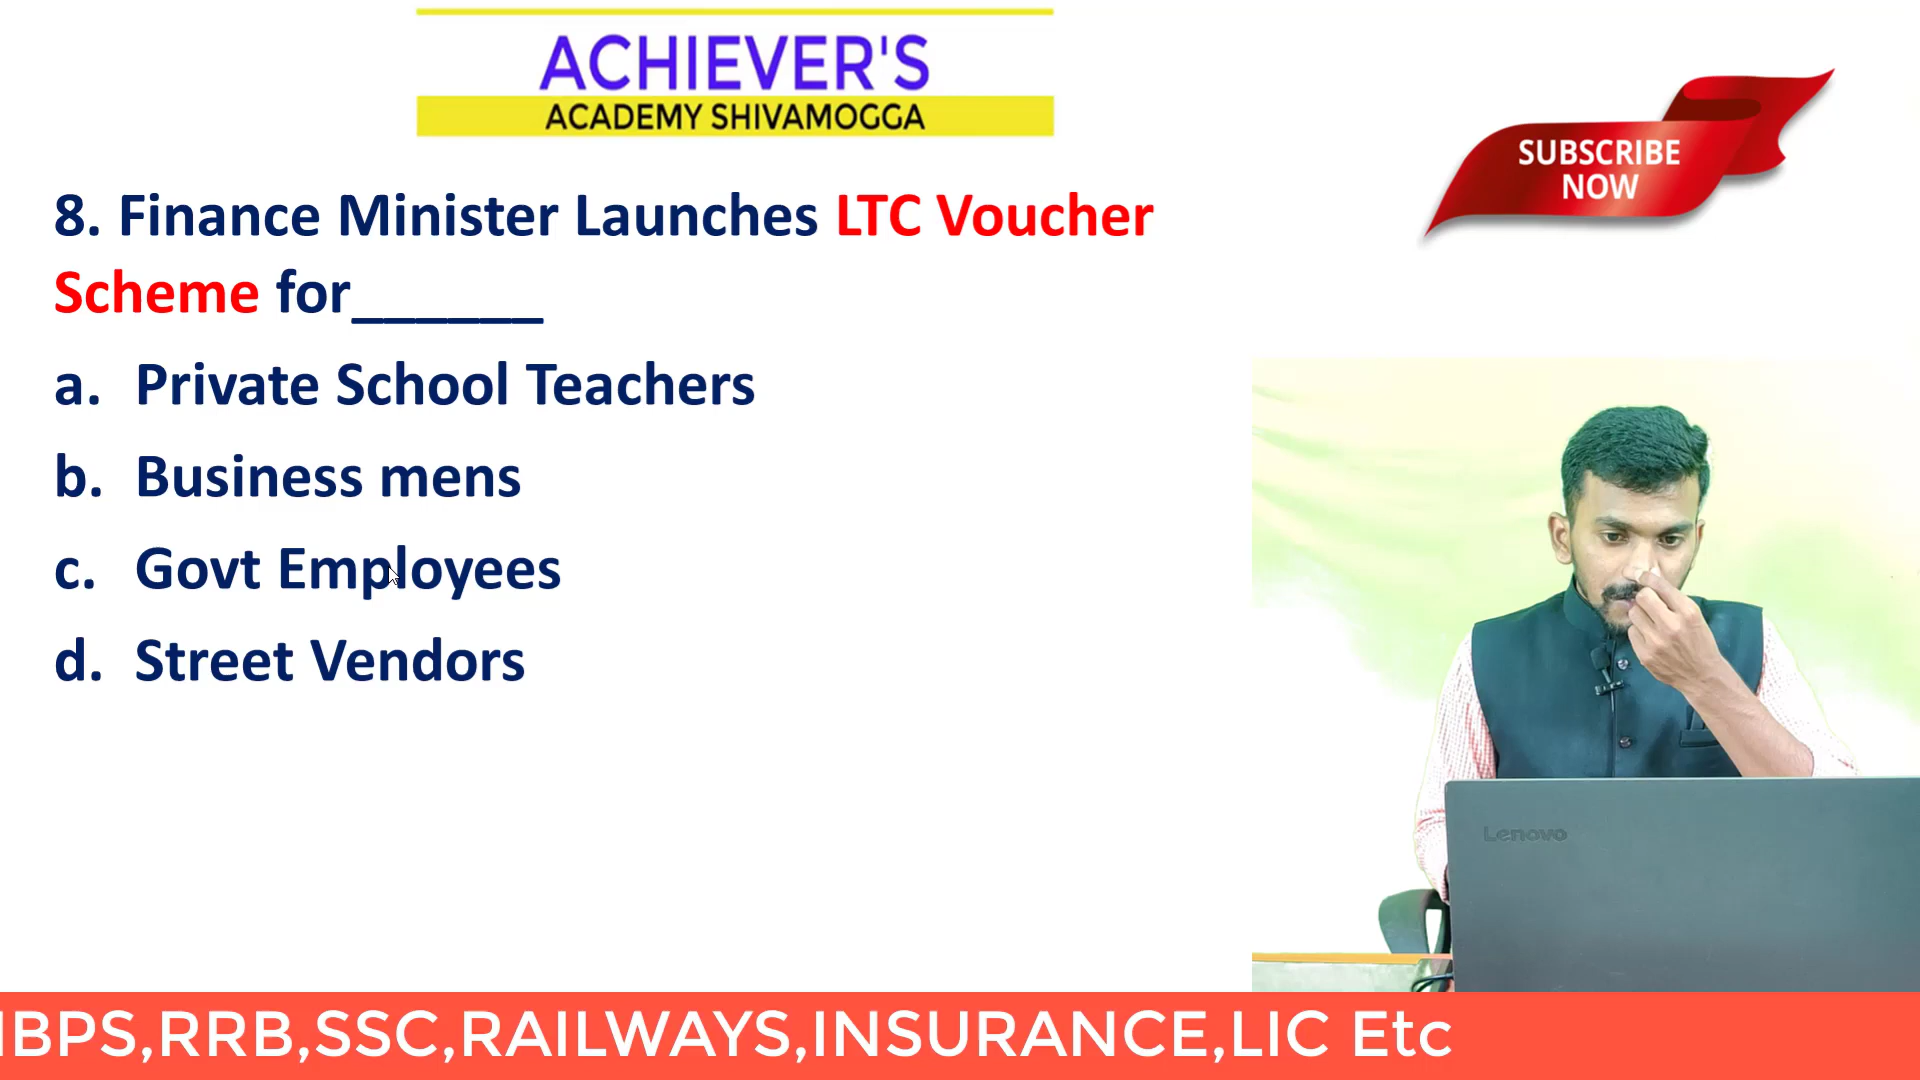 ACHIEVER'S
ACADEMY SHIVAMOGGA
SUBSCRIBE
NOW
8. Finance Minister Launches LTC Voucher
Scheme for______
a. Private School Teachers
b. Business mens
c. Govt Employees
d. Street Vendors
Lenovo
IBPS,RRB,SSC,RAILWAYS,INSURANCE,LIC Etc